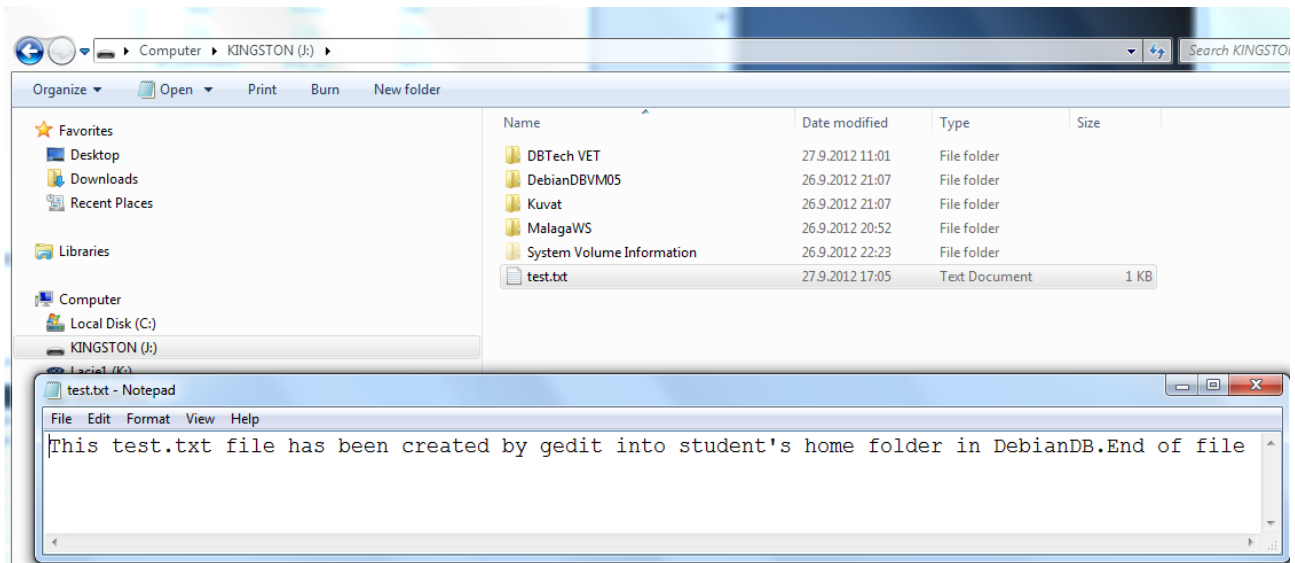 Computer KINGSTON (J:)
Search KINGSTO
Organize Open Print Burn New folder
Favorites
Desktop
Downloads
Recent Places
Libraries
Computer
Local Disk (C:)
KINGSTON (J:)
Lacie1 (K:)
Name Date modified Type Size
DBTech VET 27.9.2012 11:01 File folder
DebianDBVM05 26.9.2012 21:07 File folder
Kuvat 26.9.2012 21:07 File folder
MalagaWS 26.9.2012 20:52 File folder
System Volume Information 26.9.2012 22:23 File folder
test.txt 27.9.2012 17:05 Text Document 1 KB
test.txt - Notepad
File Edit Format View Help
This test.txt file has been created by gedit into student's home folder in DebianDB.End of file